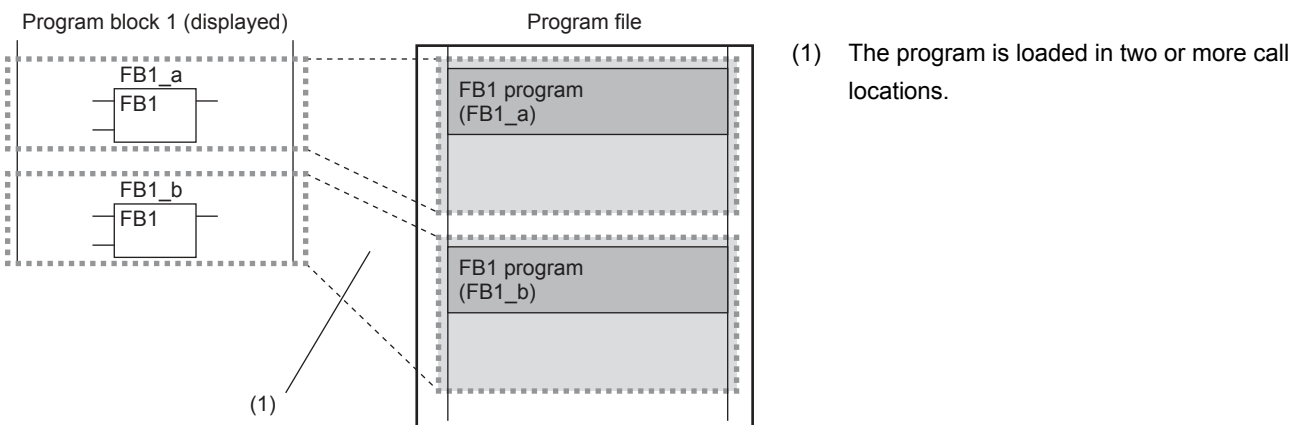 Program block 1 (displayed)
Program file
FB1_a
FB1
FB1_b
FB1
FB1 program
(FB1_a)
FB1 program
(FB1_b)
(1)
(1) The program is loaded in two or more call
locations.